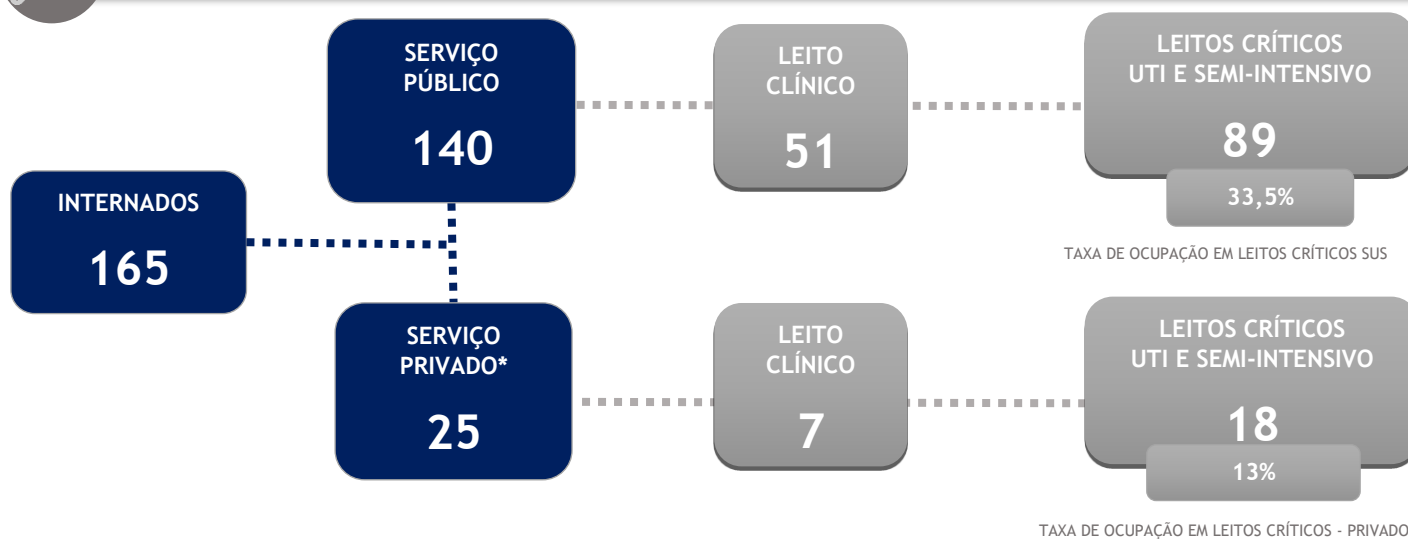 SERVIÇO
PÚBLICO
140
LEITO
CLÍNICO
51
LEITOS CRÍTICOS
UTI E SEMI-INTENSIVO
89
33,5%
TAXA DE OCUPAÇÃO EM LEITOS CRÍTICOS SUS
INTERNADOS
165
SERVIÇO
PRIVADO*
25
LEITO
CLÍNICO
7
LEITOS CRÍTICOS
UTI E SEMI-INTENSIVO
18
13%
TAXA DE OCUPAÇÃO EM LEITOS CRÍTICOS - PRIVADO